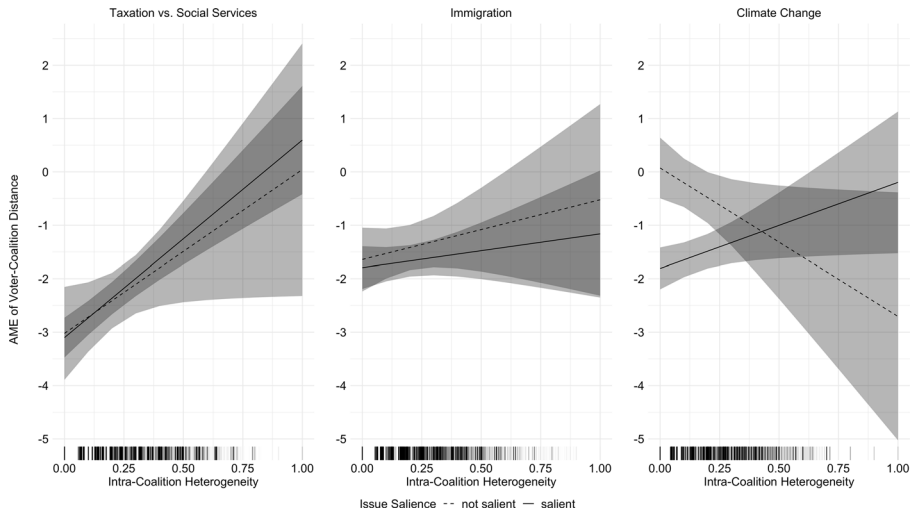 Taxation vs. Social Services
Immigration
Climate Change
AME of Voter-Coalition Distance
2
1
0
-1
-2
-3
-4
-5
2
1
0
-1
-2
-3
-4
-5
2
1
0
-1
-2
-3
-4
-5
0.00 0.25 0.50 0.75 1.00
0.00 0.25 0.50 0.75 1.00
0.00 0.25 0.50 0.75 1.00
Intra-Coalition Heterogeneity
Intra-Coalition Heterogeneity
Intra-Coalition Heterogeneity
Issue Salience not salient salient